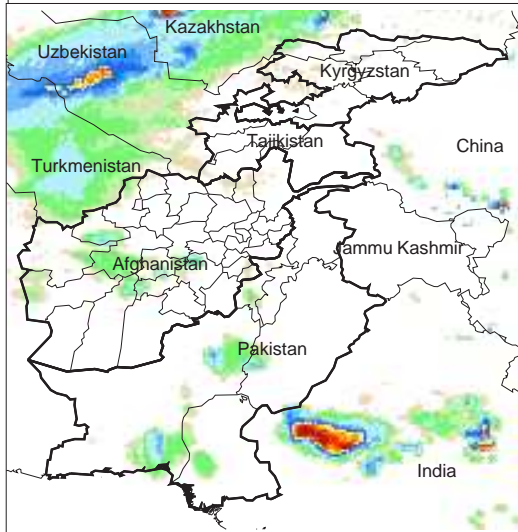 Kazakhstan
Uzbekistan
Kyrgyzstan
Tajikistan
China
Turkmenistan
Jammu Kashmir
Afghanistan
Pakistan
India